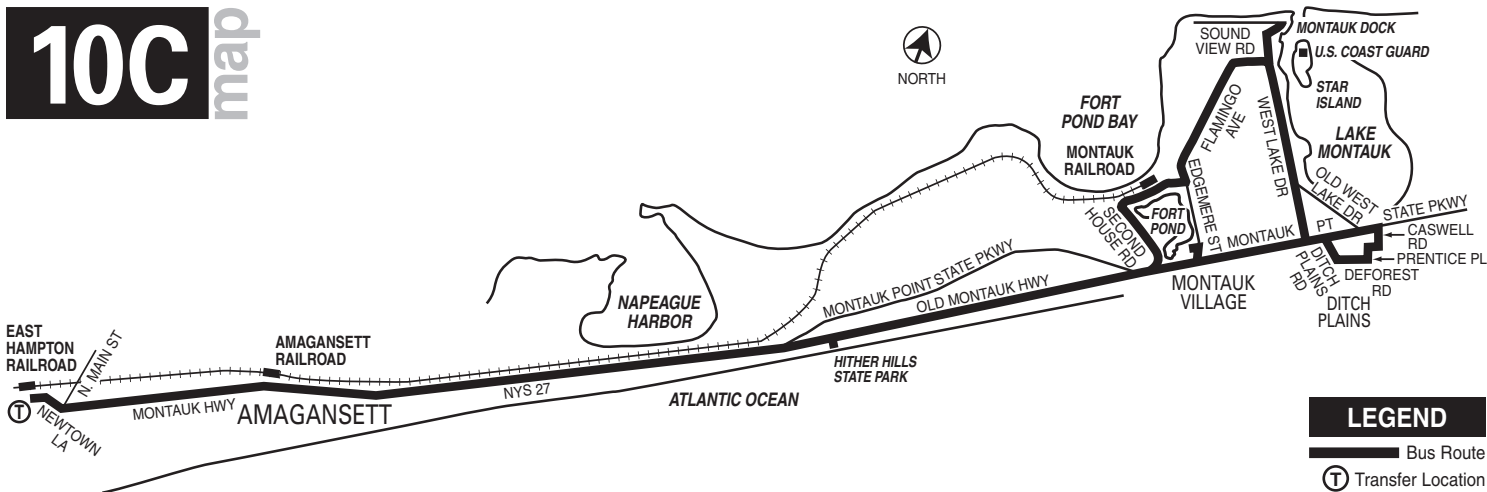 10C
map
NORTH
SOUND
VIEW RD
MONTAUK DOCK
U.S. COAST GUARD
STAR
ISLAND
LAKE
MONTAUK
FORT
POND BAY
MONTAUK
RAILROAD
FLAMINGO
AVE
WEST LAKE DR
OLD WEST
LAKE DR
EDGEMERE ST
SECOND
HOUSE RD
FORT
POND
MONTAUK
PT
STATE PKWY
CASWELL
RD
PRENTICE PL
DEFOREST
RD
DITCH
PLAINS
RD
DITCH
PLAINS
MONTAUK
VILLAGE
MONTAUK POINT STATE PKWY
OLD MONTAUK HWY
NAPEAGUE
HARBOR
HITHER HILLS
STATE PARK
ATLANTIC OCEAN
NYS 27
AMAGANSETT
RAILROAD
EAST
HAMPTON
RAILROAD
N. MAIN ST
T
NEWTOWN
LA
MONTAUK HWY
AMAGANSETT
LEGEND
Bus Route
T Transfer Location